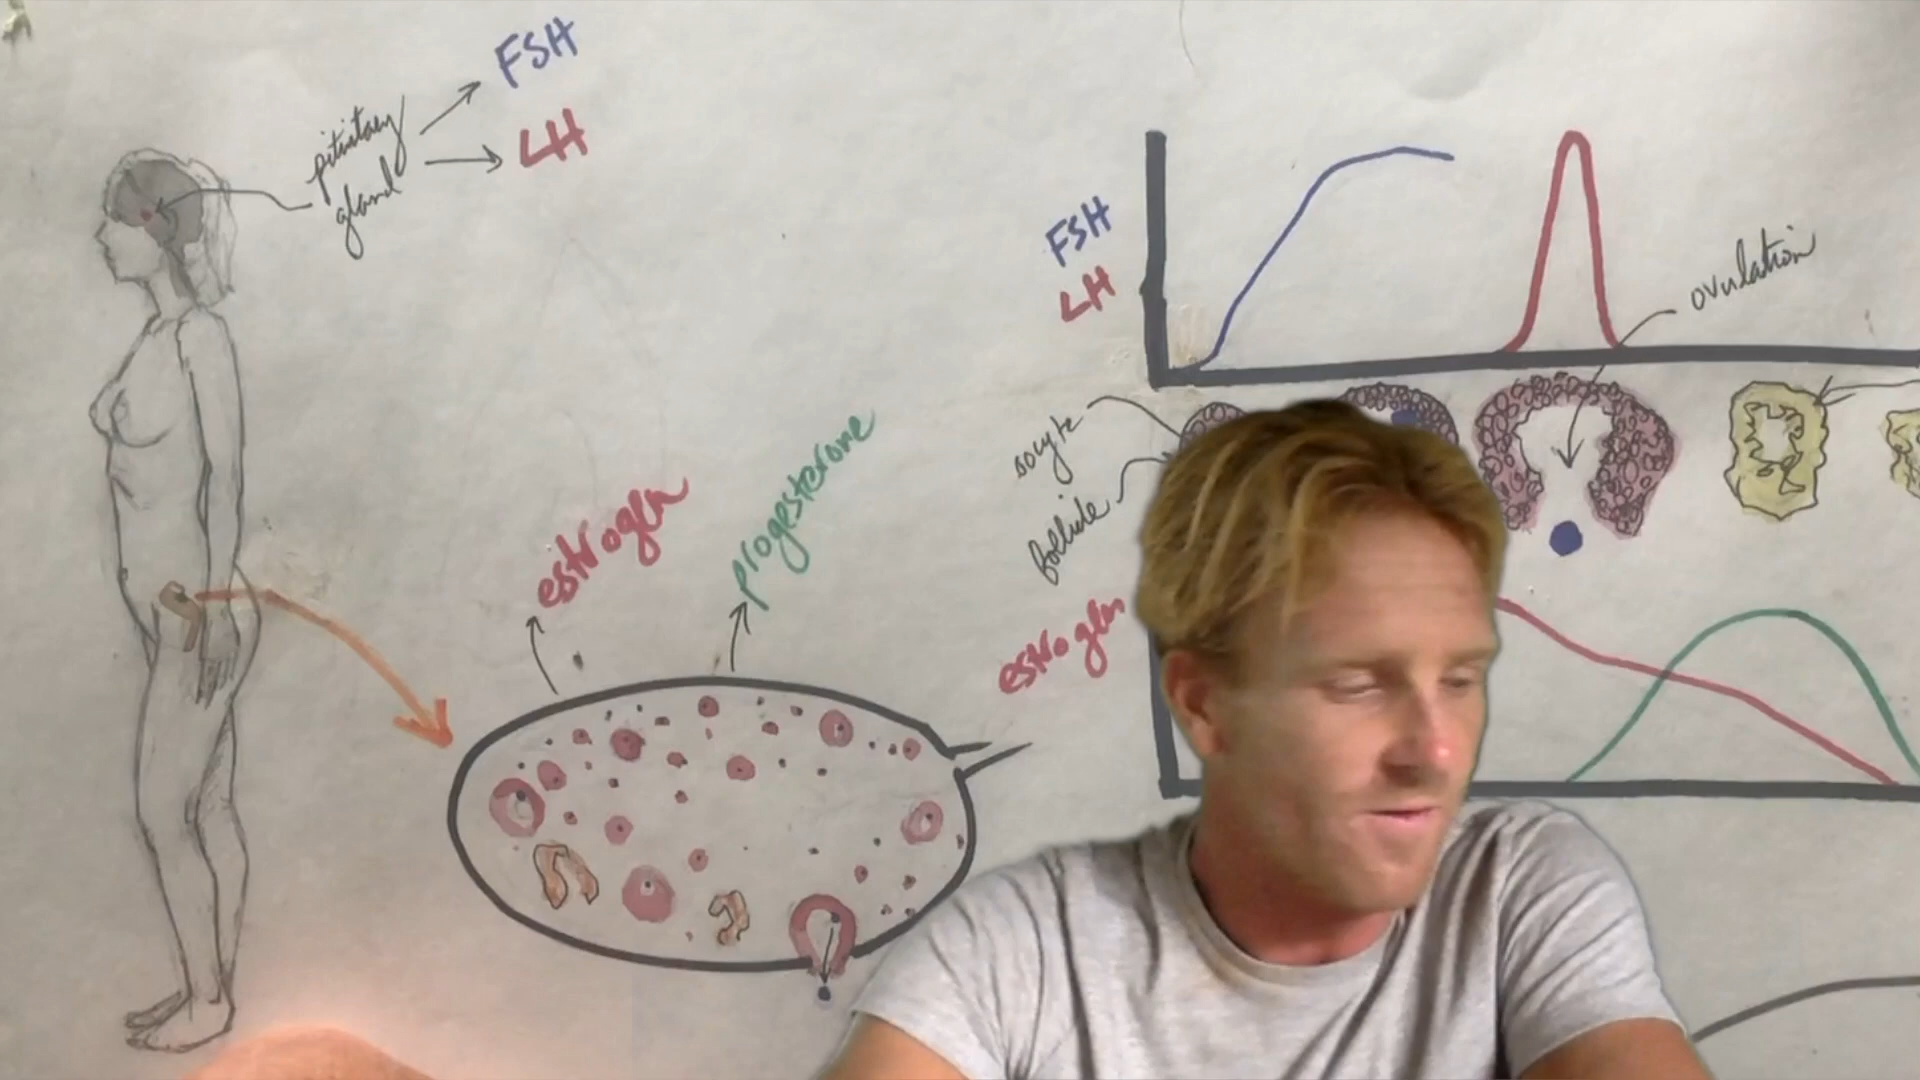 FSH
pituitary
gland
LH
FSH
LH
ovulation
oocyte
follicle
estrogen
progesterone
estrogen